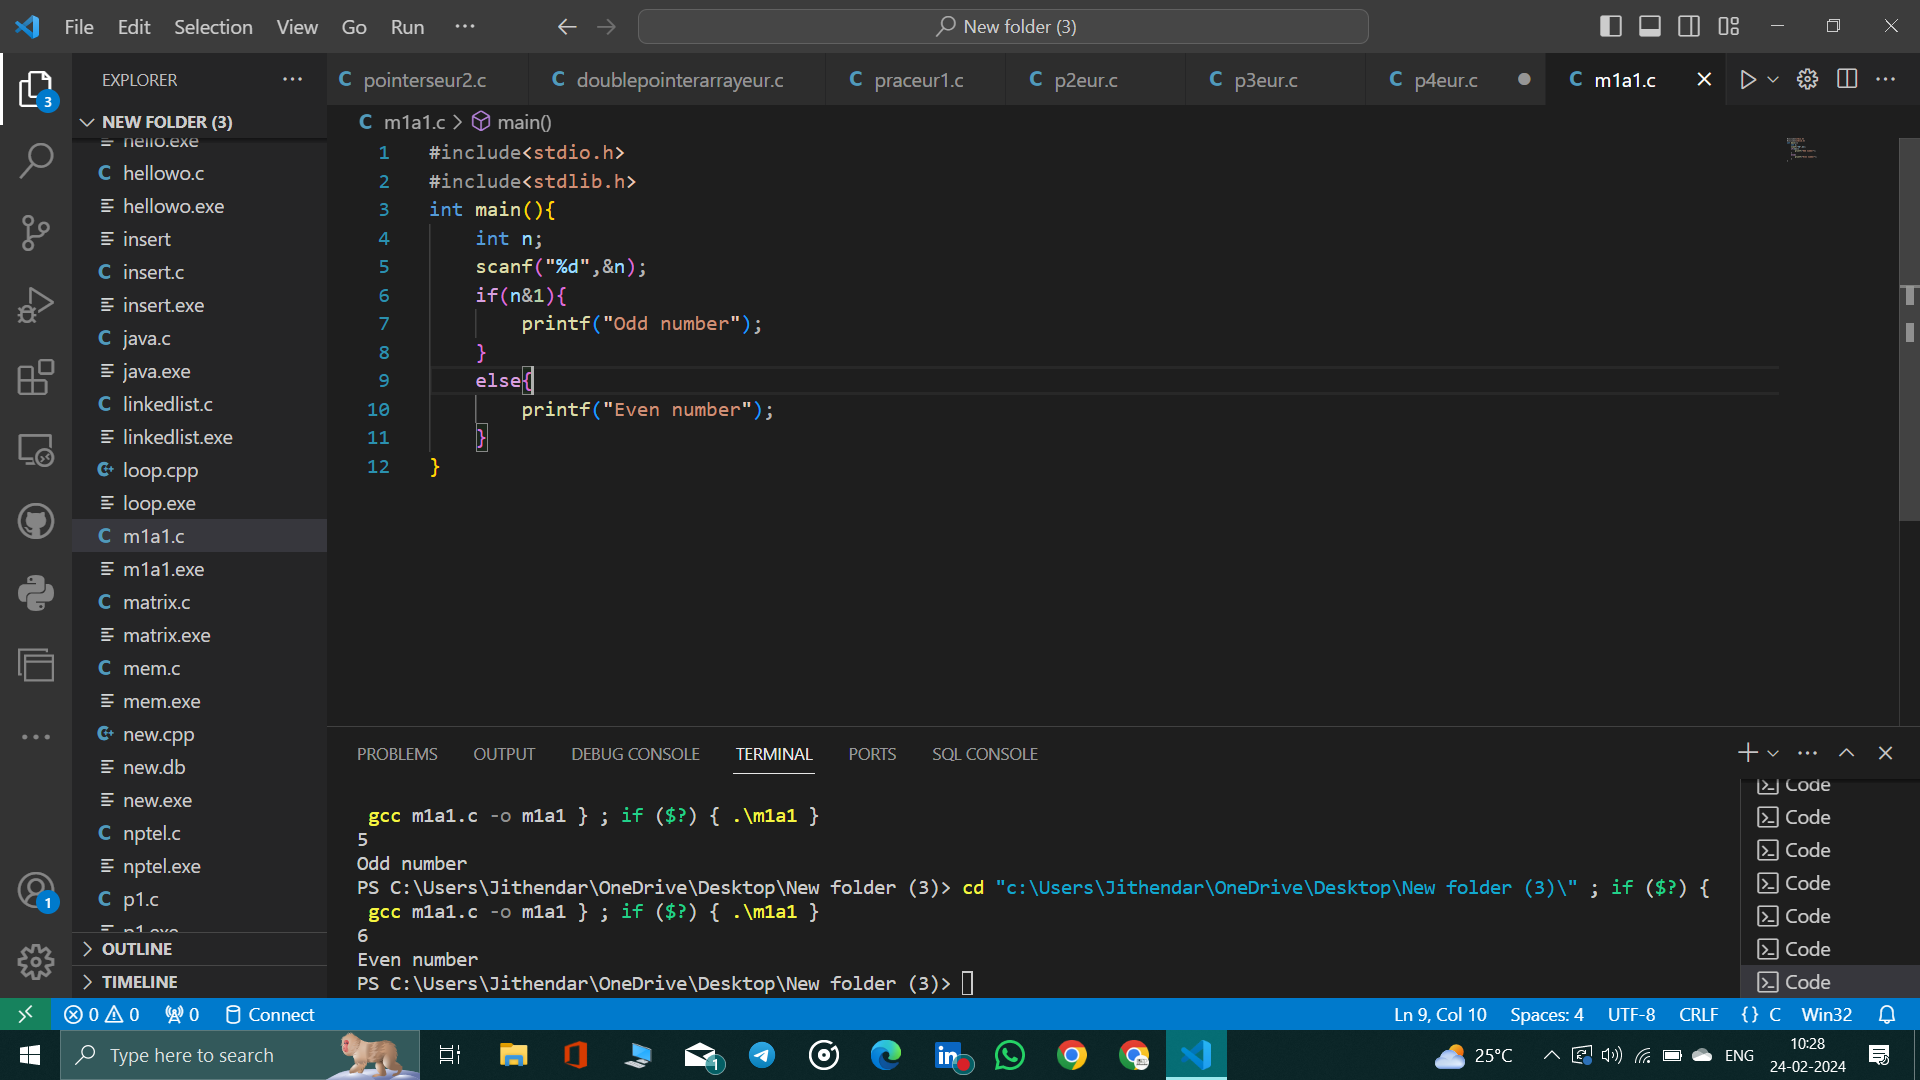 File Edit Selection View Go Run ··· New folder (3)
EXPLORER ···
pointerseur2.c doublepointerarrayeur.c praceur1.c p2eur.c p3eur.c p4eur.c m1a1.c
NEW FOLDER (3)
hello.exe
hellowo.c
hellowo.exe
insert
insert.c
insert.exe
java.c
java.exe
linkedlist.c
linkedlist.exe
loop.cpp
loop.exe
m1a1.c
m1a1.exe
matrix.c
matrix.exe
mem.c
mem.exe
new.cpp
new.db
new.exe
nptel.c
nptel.exe
p1.c
p1.exe
OUTLINE
TIMELINE
3
1
m1a1.c > main()
1 #include<stdio.h>
2 #include<stdlib.h>
3 int main(){
4 int n;
5 scanf("%d",&n);
6 if(n&1){
7 printf("Odd number");
8 }
9 else{
10 printf("Even number");
11 }
12 }
PROBLEMS OUTPUT DEBUG CONSOLE TERMINAL PORTS SQL CONSOLE
gcc m1a1.c -o m1a1 } ; if ($?) { .\m1a1 }
5
Odd number
PS C:\Users\Jithendar\OneDrive\Desktop\New folder (3)> cd "c:\Users\Jithendar\OneDrive\Desktop\New folder (3)\" ; if ($?) {
gcc m1a1.c -o m1a1 } ; if ($?) { .\m1a1 }
6
Even number
PS C:\Users\Jithendar\OneDrive\Desktop\New folder (3)>
Code
Code
Code
Code
Code
Code
Code
0 0 0 Connect Ln 9, Col 10 Spaces: 4 UTF-8 CRLF {} C Win32
Type here to search 1 25°C ENG 10:28
24-02-2024